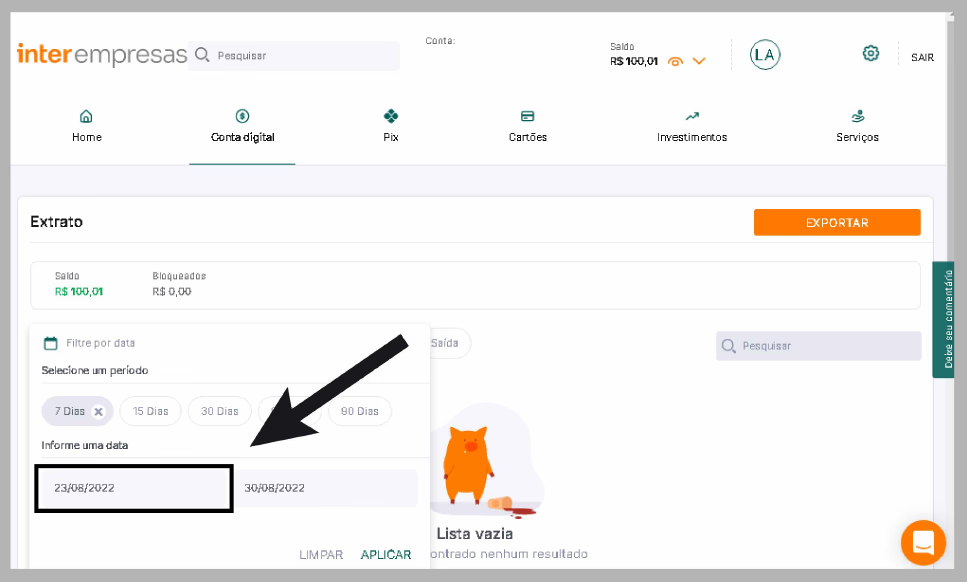 inter empresas
Pesquisar
Conta:
Saldo
R$ 100,01
LA
SAIR
Home
Conta digital
Pix
Cartões
Investimentos
Serviços
Extrato
EXPORTAR
Saldo
R$ 100,01
Bloqueados
R$ 0,00
Deixe seu comentário
Filtre por data
Saída
Pesquisar
Selecione um período
7 Dias
15 Dias
30 Dias
90 Dias
Informe uma data
23/08/2022
30/08/2022
Lista vazia
LIMPAR
APLICAR
ontrado nenhum resultado